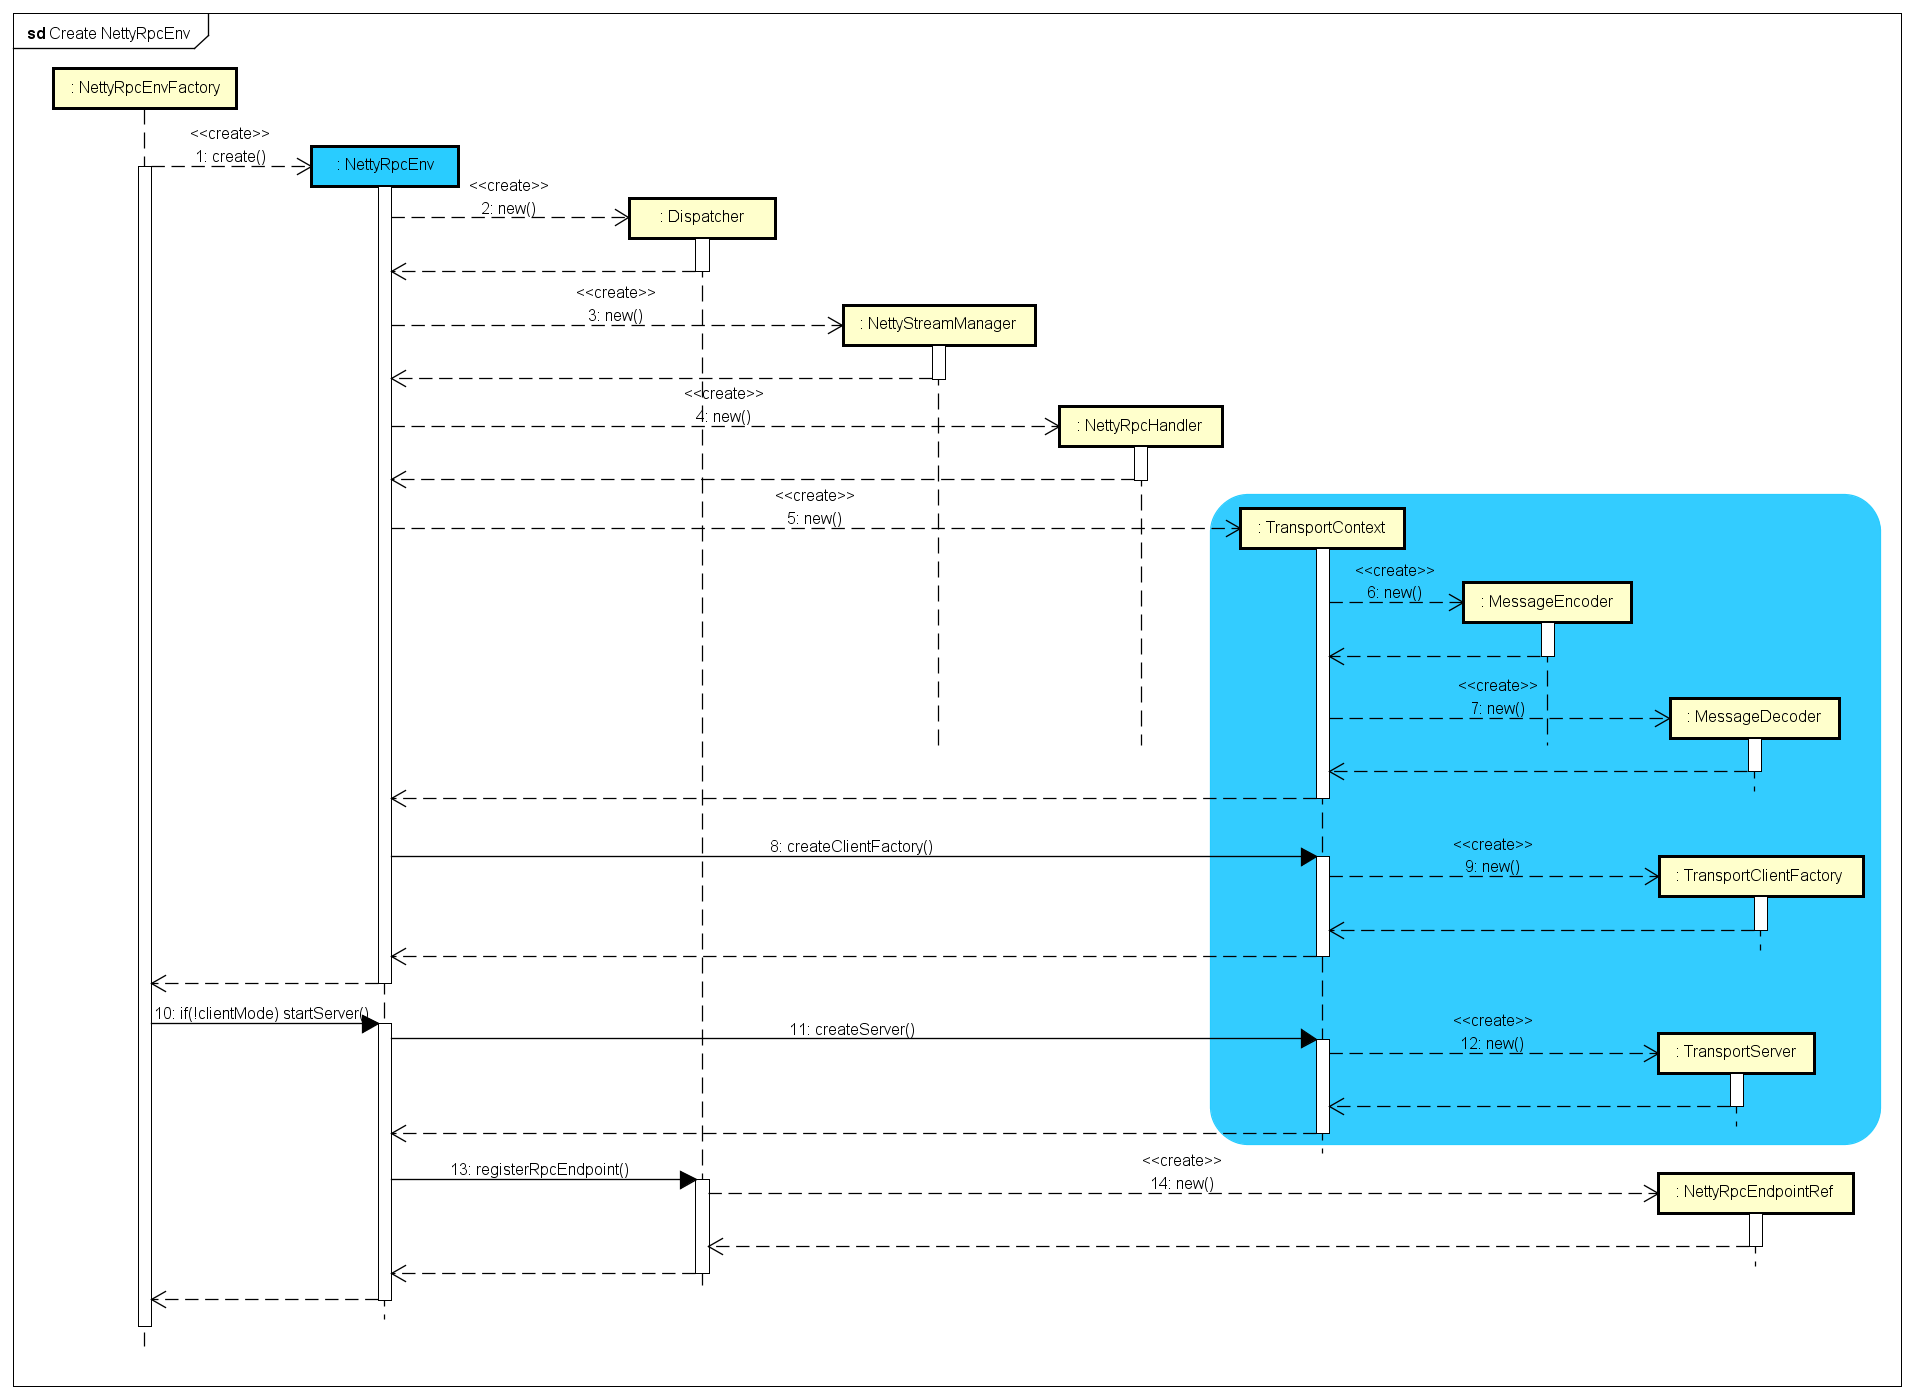 sd Create NettyRpcEnv
: NettyRpcEnvFactory
<<create>>
1: create()
: NettyRpcEnv
<<create>>
2: new()
: Dispatcher
<<create>>
3: new()
: NettyStreamManager
<<create>>
4: new()
: NettyRpcHandler
<<create>>
5: new()
: TransportContext
<<create>>
6: new()
: MessageEncoder
<<create>>
7: new()
: MessageDecoder
8: createClientFactory()
<<create>>
9: new()
: TransportClientFactory
10: if(!clientMode) startServer()
11: createServer()
<<create>>
12: new()
: TransportServer
13: registerRpcEndpoint()
<<create>>
14: new()
: NettyRpcEndpointRef